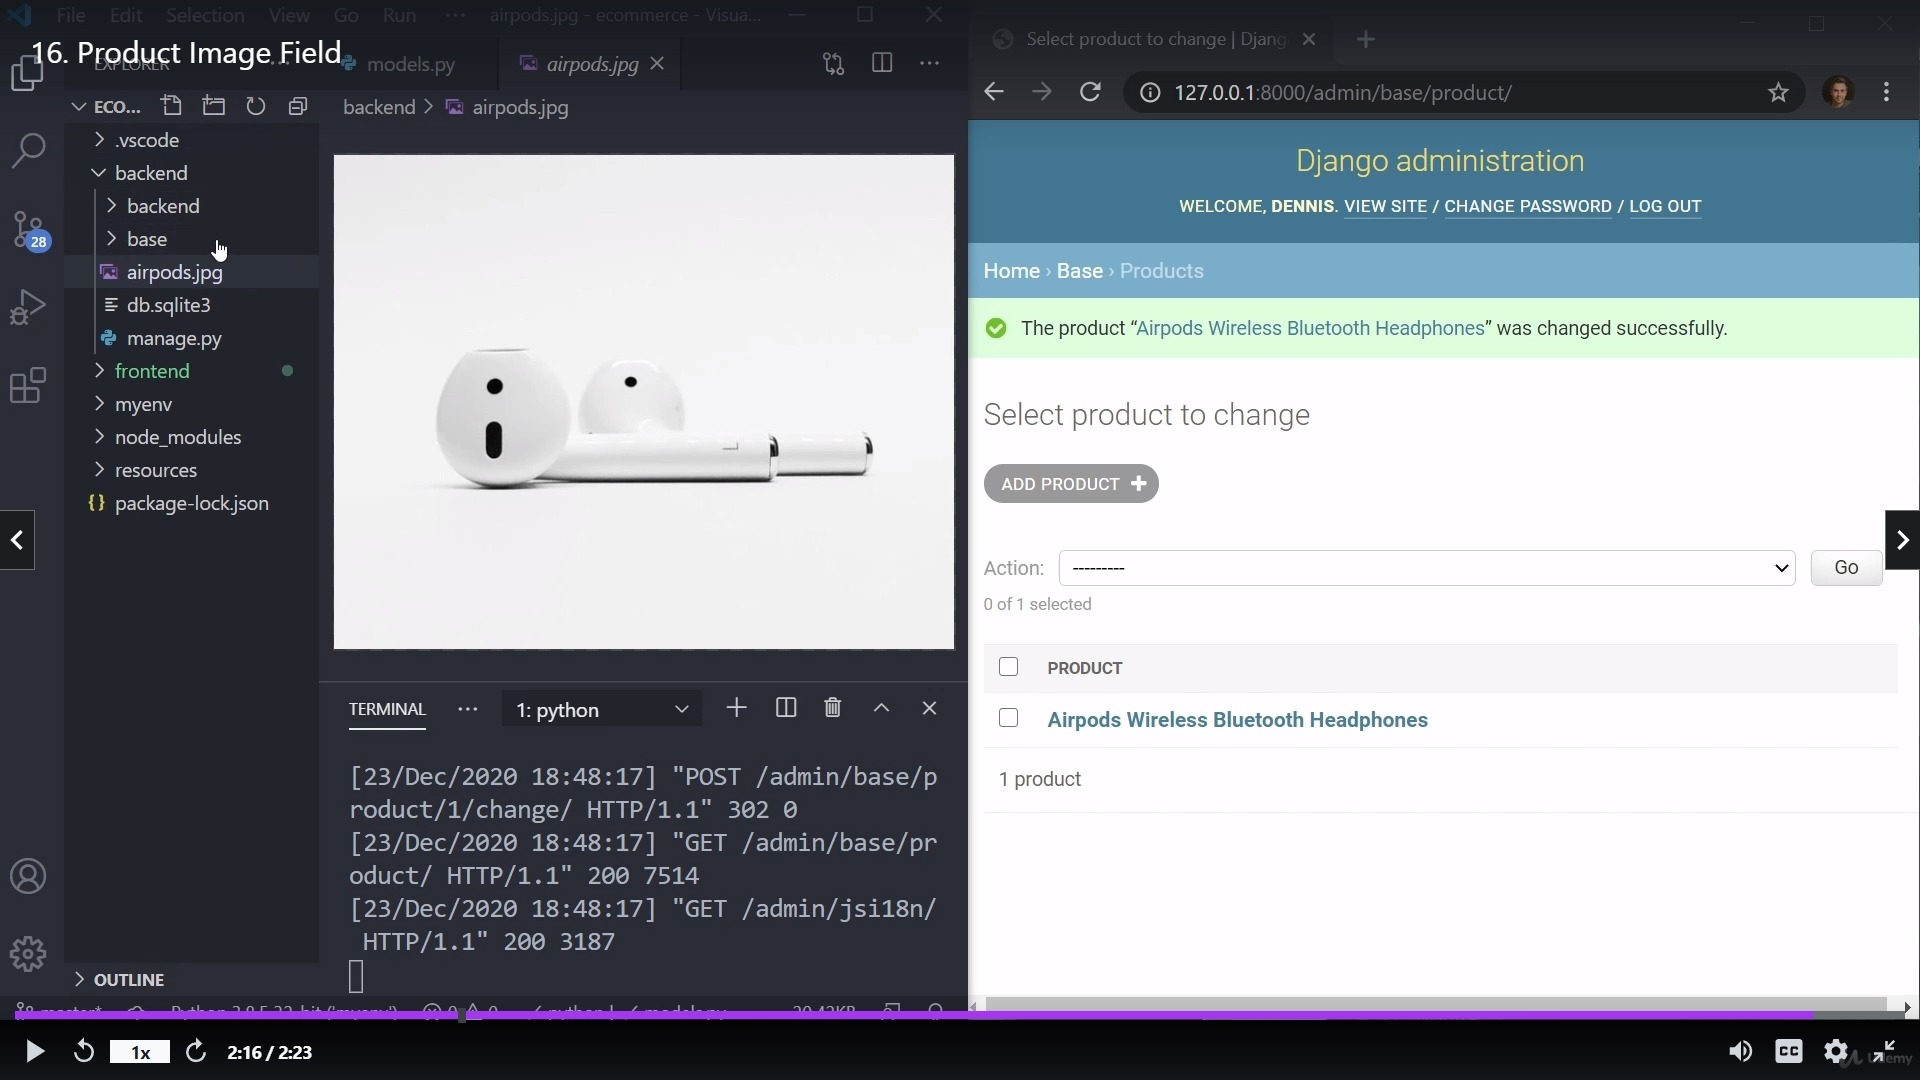 File Edit Selection View Go Run ··· airpods.jpg - ecommerce - Visua...
16. Product Image Field
EXPLORER
models.py
airpods.jpg
ECO...
backend > airpods.jpg
.vscode
backend
backend
base
airpods.jpg
db.sqlite3
manage.py
frontend
myenv
node_modules
resources
package-lock.json
28
OUTLINE
TERMINAL ··· 1: python
[23/Dec/2020 18:48:17] "POST /admin/base/p
roduct/1/change/ HTTP/1.1" 302 0
[23/Dec/2020 18:48:17] "GET /admin/base/pr
oduct/ HTTP/1.1" 200 7514
[23/Dec/2020 18:48:17] "GET /admin/jsi18n/
HTTP/1.1" 200 3187
Select product to change | Djang
127.0.0.1:8000/admin/base/product/
Django administration
WELCOME, DENNIS. VIEW SITE / CHANGE PASSWORD / LOG OUT
Home › Base › Products
The product “Airpods Wireless Bluetooth Headphones” was changed successfully.
Select product to change
ADD PRODUCT +
Action: --------- Go
0 of 1 selected
PRODUCT
Airpods Wireless Bluetooth Headphones
1 product
1x 2:16 / 2:23
CC
Udemy